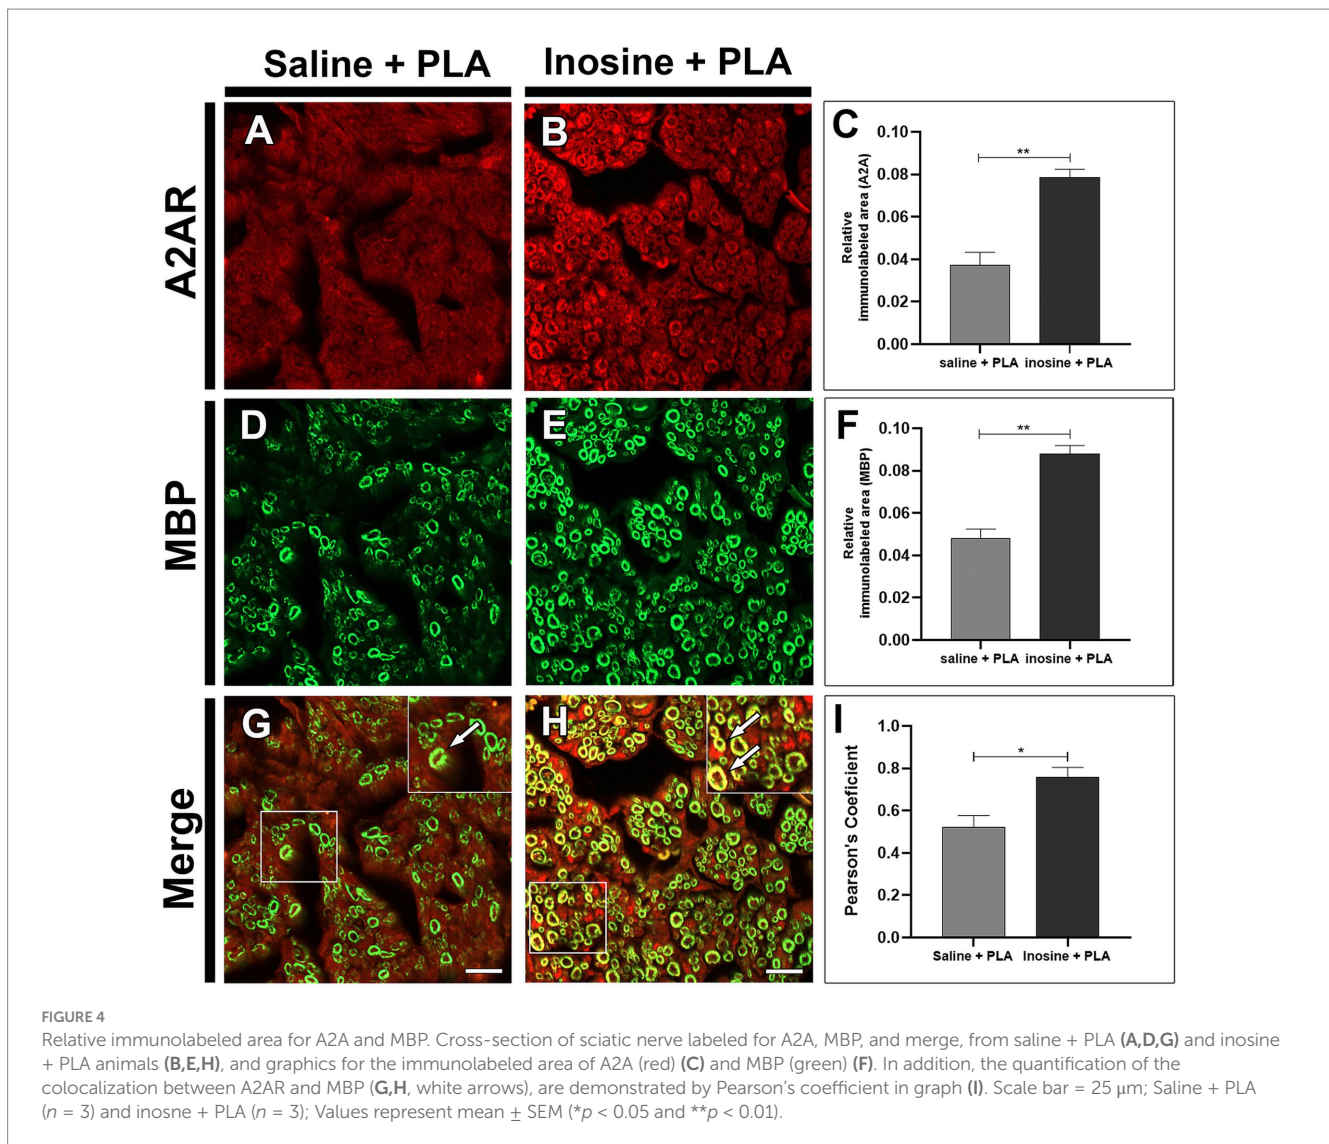 Saline + PLA
Inosine + PLA
A2AR
A
B
C
Relative
immunolabeled area (A2A)
0.10
0.08
0.06
0.04
0.02
0.00
**
saline + PLA
inosine + PLA
MBP
D
E
F
Relative
immunolabeled area (MBP)
0.10
0.08
0.06
0.04
0.02
0.00
**
saline + PLA
inosine + PLA
Merge
G
H
I
Pearson's Coeficient
1.0
0.8
0.6
0.4
0.2
0.0
*
Saline + PLA
Inosine + PLA
FIGURE 4
Relative immunolabeled area for A2A and MBP. Cross-section of sciatic nerve labeled for A2A, MBP, and merge, from saline + PLA (A,D,G) and inosine
+ PLA animals (B,E,H), and graphics for the immunolabeled area of A2A (red) (C) and MBP (green) (F). In addition, the quantification of the
colocalization between A2AR and MBP (G,H, white arrows), are demonstrated by Pearson's coefficient in graph (I). Scale bar = 25 μm; Saline + PLA
(n = 3) and inosne + PLA (n = 3); Values represent mean ± SEM (*p < 0.05 and **p < 0.01).